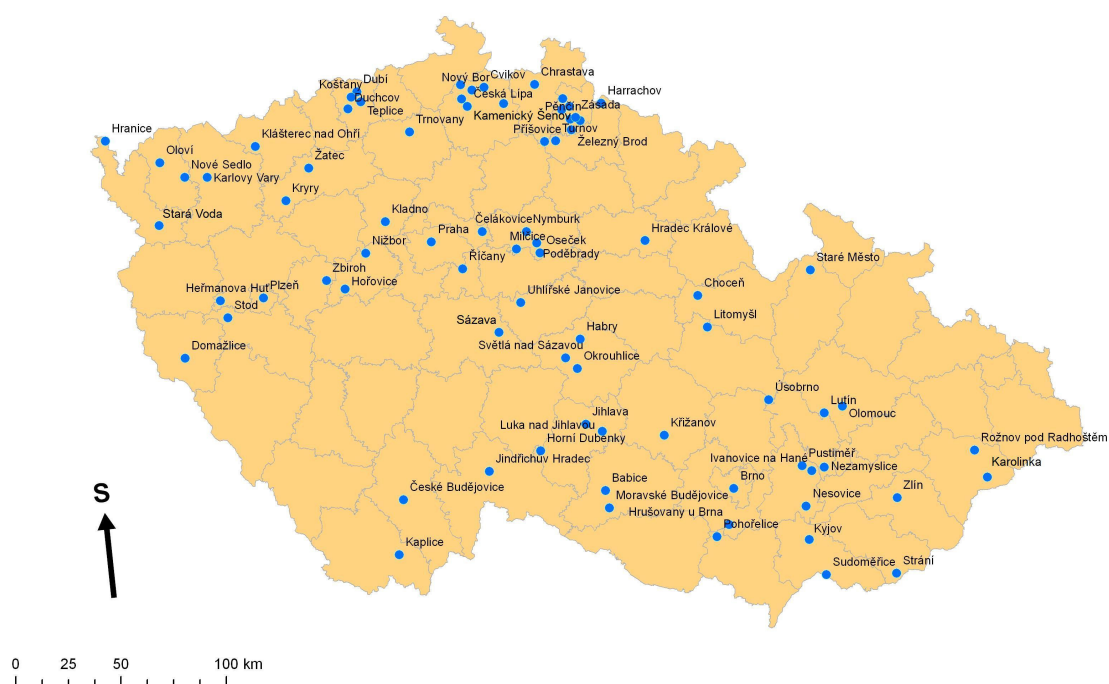 Nový Bor
Cvikov
Chrastava
Košťany
Dubí
Harrachov
Duchcov
Česká Lípa
Pěnčín
Zásada
Teplice
Kamenický Šenov
Trnovany
Příšovice
Turnov
Hranice
Klášterec nad Ohří
Železný Brod
Oloví
Žatec
Nové Sedlo
Karlovy Vary
Kryry
Stará Voda
Kladno
Čelákovice
Nymburk
Praha
Milčice
Oseček
Hradec Králové
Nižbor
Poděbrady
Říčany
Staré Město
Zbiroh
Hořovice
Heřmanova Huť
Plzeň
Choceň
Uhlířské Janovice
Stod
Sázava
Litomyšl
Habry
Domažlice
Světlá nad Sázavou
Okrouhlice
Úsobrno
Lutín
Olomouc
Jihlava
Luka nad Jihlavou
Křižanov
Horní Dubenky
Rožnov pod Radhoštěm
Jindřichův Hradec
Ivanovice na Hané
Pustiměř
Nezamyslice
Karolinka
Babice
Brno
České Budějovice
Moravské Budějovice
Nesovice
Zlín
S
Hrušovany u Brna
Pohořelice
Kyjov
Kaplice
Sudoměřice
Strání
0 25 50 100 km